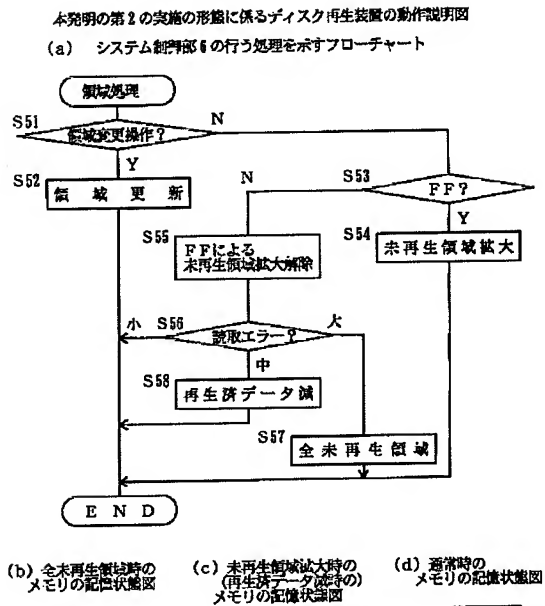 本発明の第2の実施の形態に係るディスク再生装置の動作説明図
(a) システム制御部6の行う処理を示すフローチャート
領域処理
S51
領域変更操作?
N
Y
S52
領域更新
S53
FF?
N
Y
S54
未再生領域拡大
S55
FFによる
未再生領域拡大解除
S56
読取エラー?
小
大
中
S58
再生済データ減
S57
全未再生領域
END
(b) 全未再生領域時の
メモリの記憶状態図
(c) 未再生領域拡大時の
(再生済データ減時の)
メモリの記憶状態図
(d) 通常時の
メモリの記憶状態図